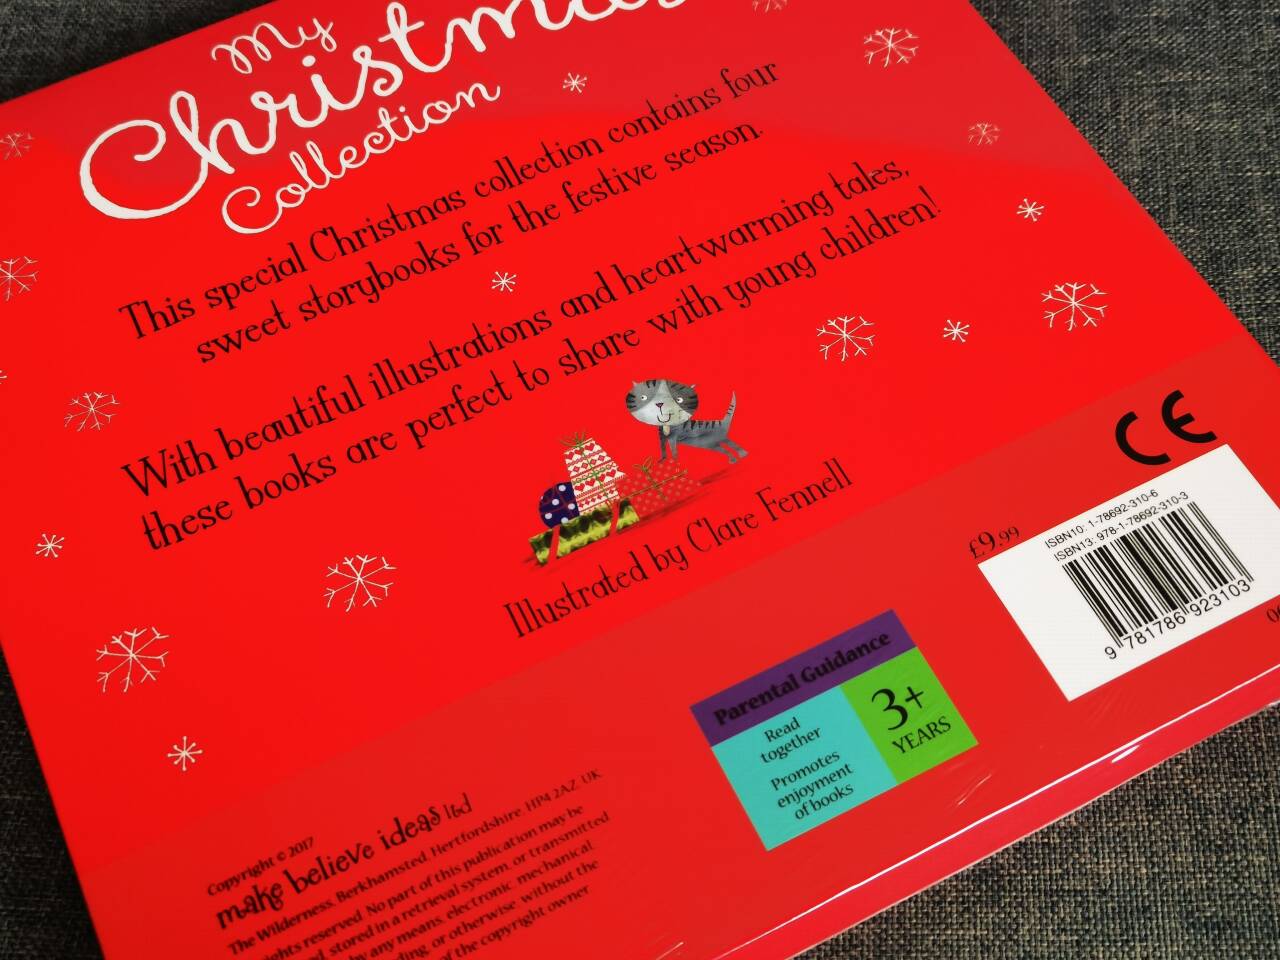 My
Christmas
Collection
This special Christmas collection contains four
sweet storybooks for the festive season.
With beautiful illustrations and heartwarming tales,
these books are perfect to share with young children!
Illustrated by Clare Fennell
£9.99
ISBN10: 1-78692-310-6
ISBN13: 978-1-78692-310-3
9 781786 923103
CE
Parental Guidance
Read
together
Promotes
enjoyment
of books
3+
YEARS
Copyright © 2017
make believe ideas ltd
The Wilderness, Berkhamsted, Hertfordshire, HP4 2AZ, UK
rights reserved. No part of this publication may be
stored in a retrieval system, or transmitted
by any means, electronic, mechanical,
or otherwise, without the
of the copyright owner